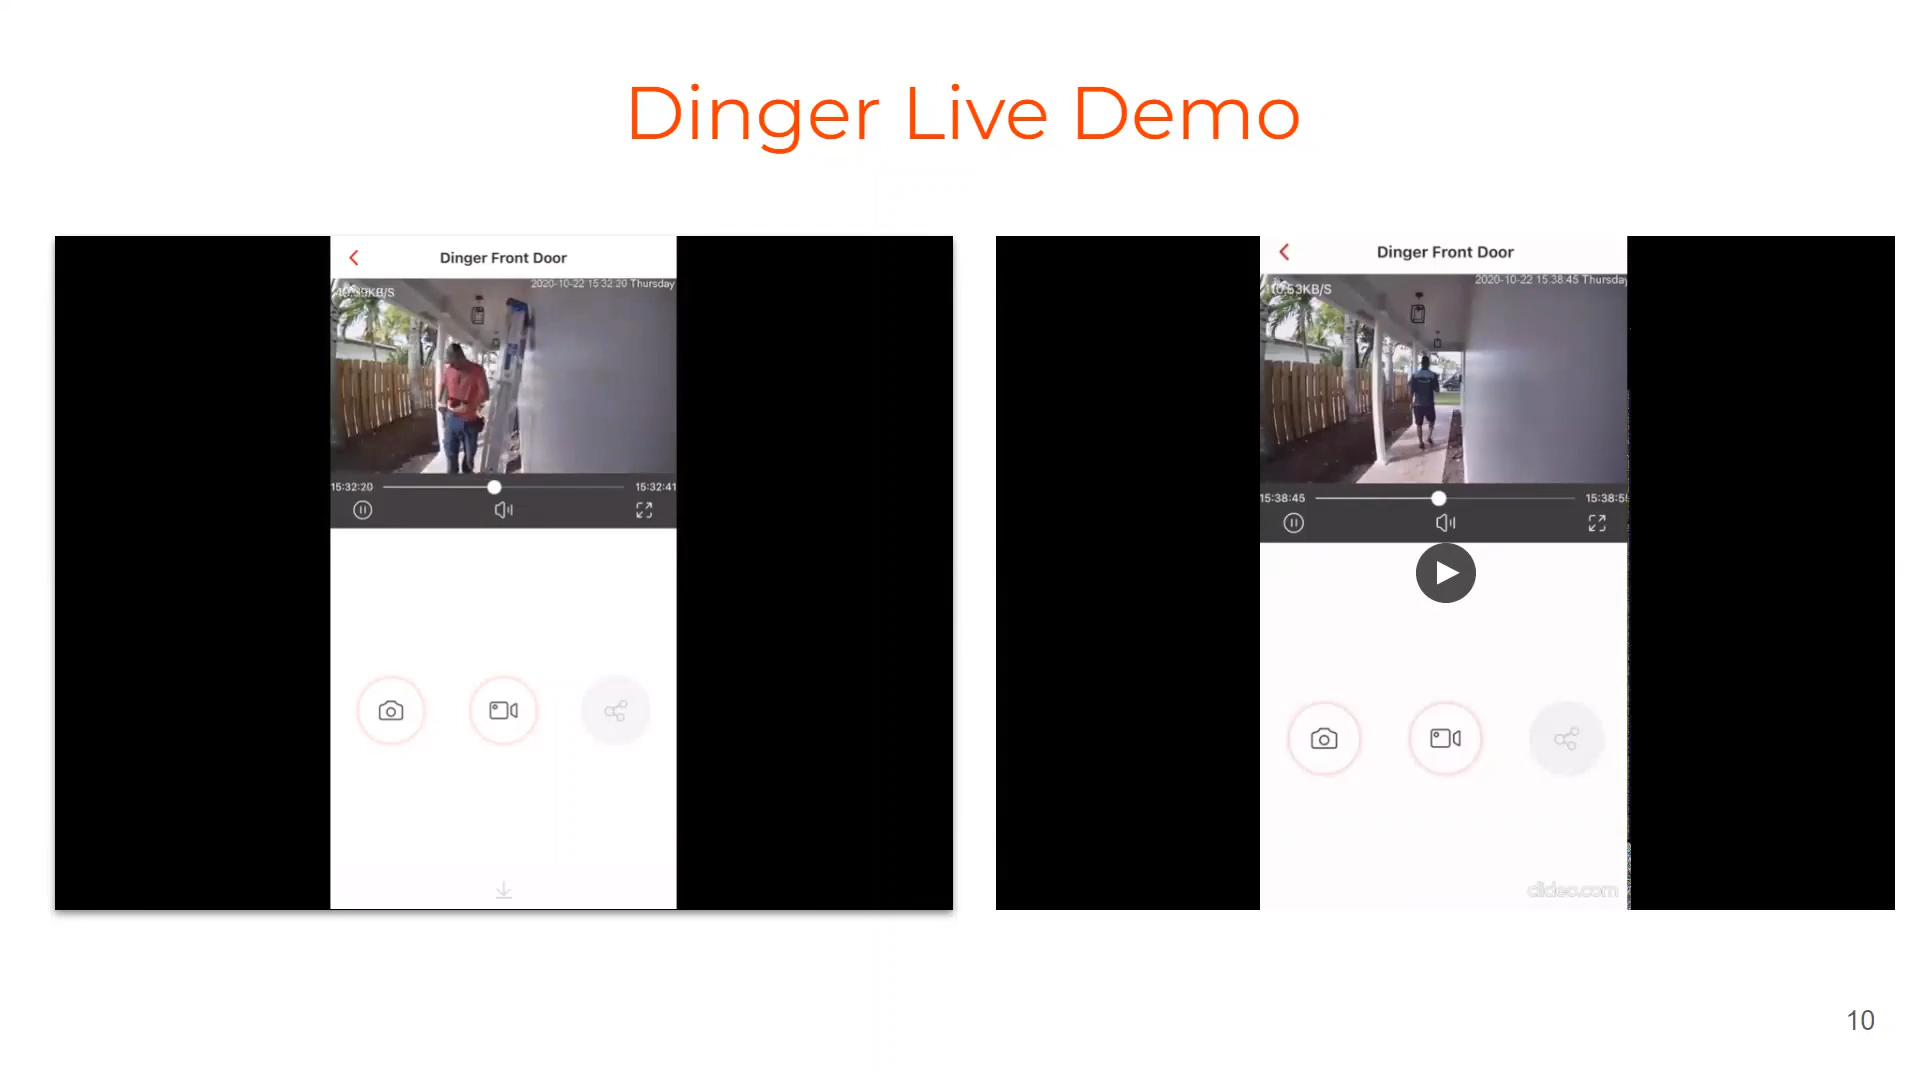 Dinger Live Demo
Dinger Front Door
2020-10-22 15:32:20 Thursday
15:32:20
15:32:41
Dinger Front Door
2020-10-22 15:38:45 Thursday
15:38:45
clideo.com
10